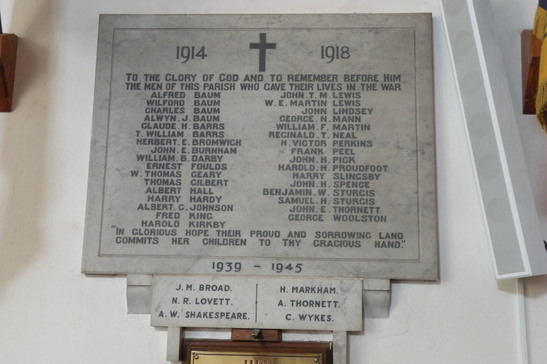 1914 1918
TO THE GLORY OF GOD AND TO REMEMBER BEFORE HIM
THE MEN OF THIS PARISH WHO GAVE THEIR LIVES IN THE WAR
ALFRED BAUM
WILFORD BAUM
CHARLES BAUM
ALWYN. J. BAUM
CLAUDE. H. BARRS
T. WILLIAM BARRS
HERBERT. E. BROMWICH
JOHN. E. BURNHAM
WILLIAM. B. DARBY
ERNEST FOULDS
W. THOMAS GEARY
THOMAS GILBERT
ALBERT HALL
HARRY HARDY
ALBERT. G. JOHNSON
FRED KING
HAROLD KIRKBY
JOHN. T. M. LEWIS
W. E. MARTIN LEWIS
JOHN LINDSEY
GEORGE. N. MANN
WILLIAM. F. MARTIN
REGINALD. T. NEAL
H. VICTOR PERKINS
FRANK PEEL
JOHN. H. PICK
HAROLD. H. PROUDFOOT
HARRY SLINGSBY
JOHN. H. SPENCE
BENJAMIN. W. STURGIS
SAMUEL. H. STURGIS
JOHN. E. THORNETT
GEORGE WOOLSTON
"IN GLORIOUS HOPE THEIR PROUD AND SORROWING LAND
COMMITS HER CHILDREN TO THY GRACIOUS HAND."
1939 - 1945
J. M. BROAD.
N. R. LOVETT.
A. W. SHAKESPEARE.
H. MARKHAM.
A. THORNETT.
C. WYKES.